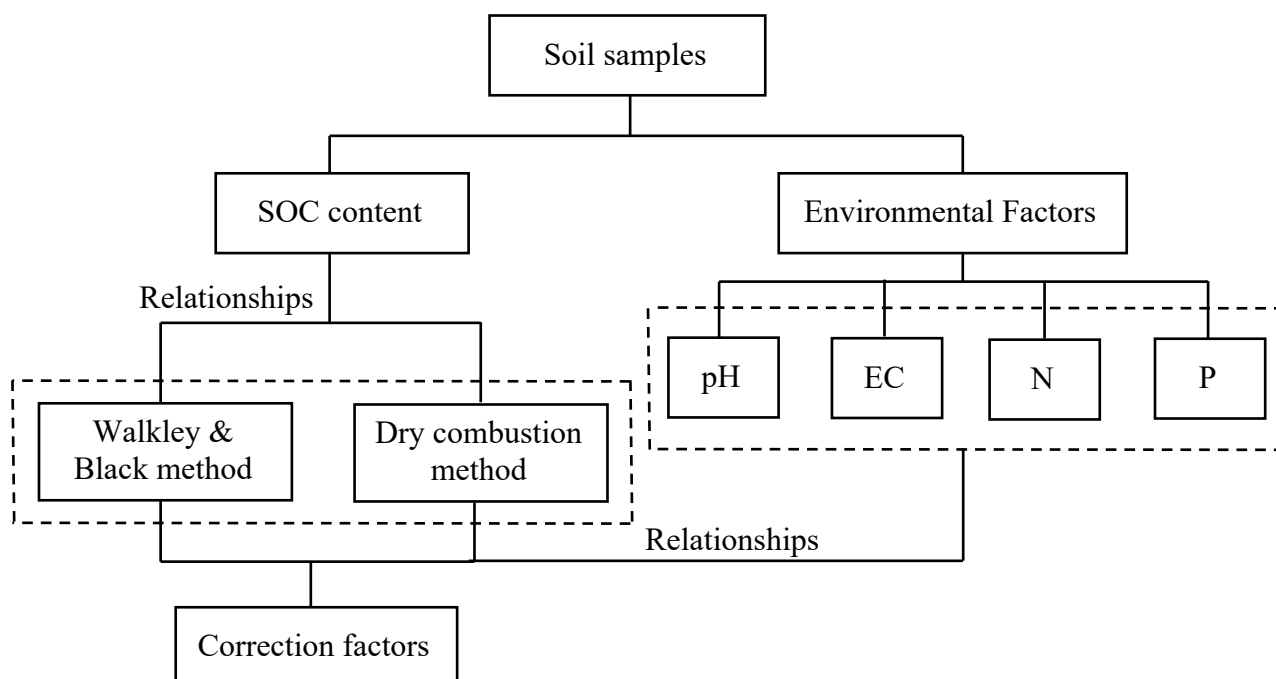 Soil samples
SOC content
Environmental Factors
Relationships
pH
EC
N
P
Walkley &
Black method
Dry combustion
method
Relationships
Correction factors